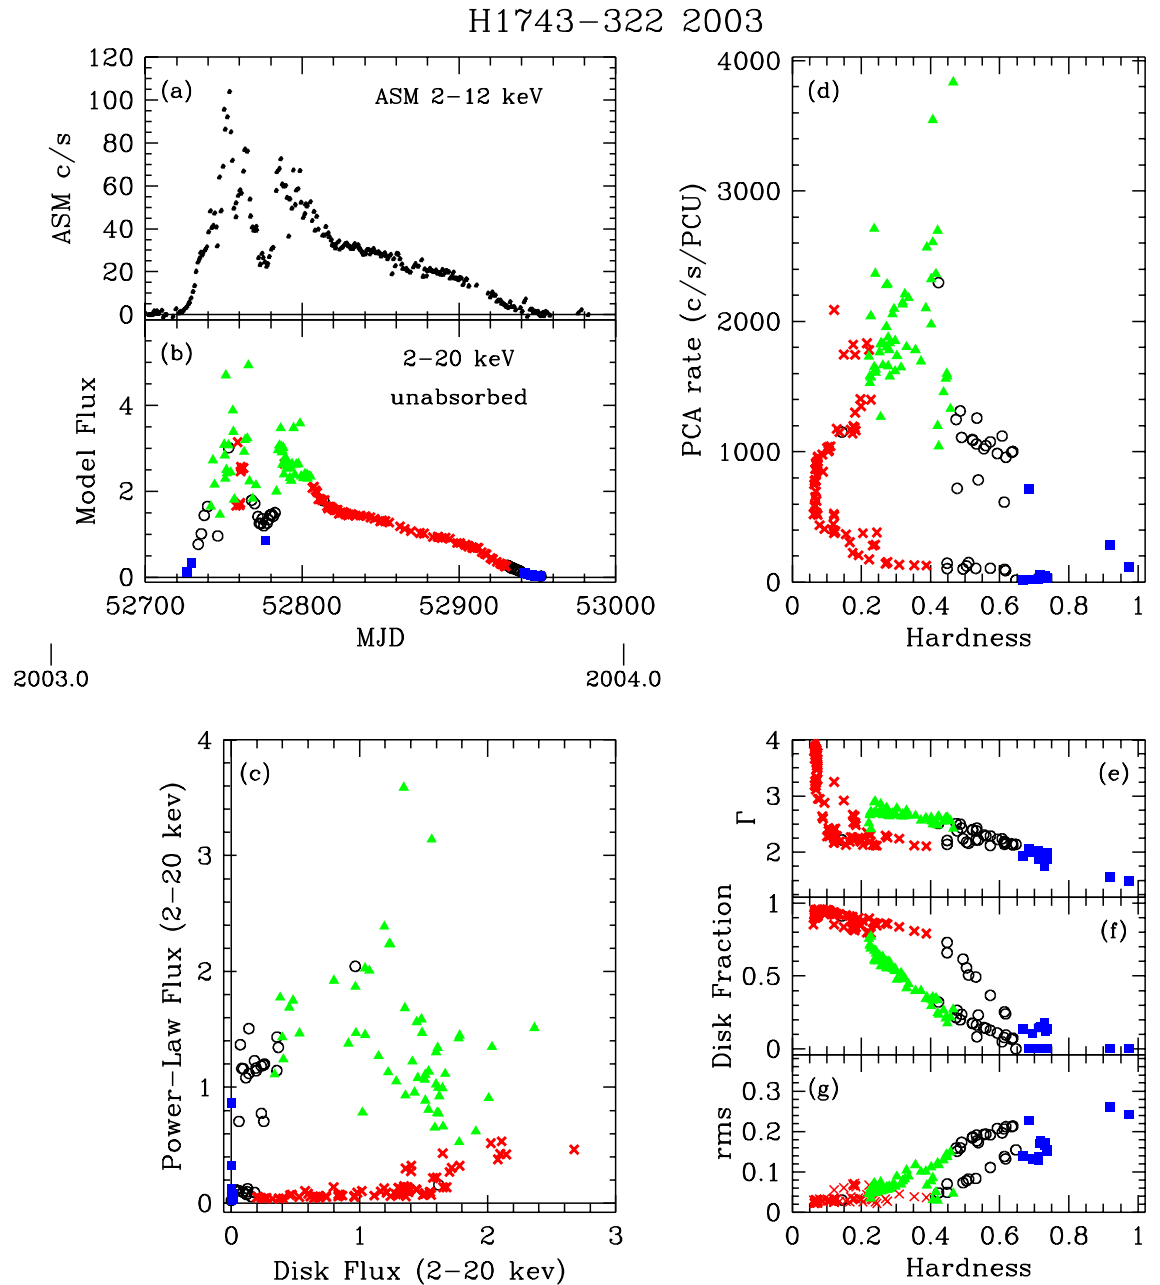 H1743−322 2003
120
100
80
60
40
20
0
ASM c/s
(a)
ASM 2−12 keV
4
2
0
Model Flux
(b)
2−20 keV
unabsorbed
52700 52800 52900 53000
MJD
2003.0 2004.0
4000
3000
2000
1000
0
PCA rate (c/s/PCU)
(d)
0 0.2 0.4 0.6 0.8 1
Hardness
4
3
2
1
0
Power−Law Flux (2−20 kev)
(c)
0 1 2 3
Disk Flux (2−20 kev)
4
3
2
Γ
(e)
1
0.5
0
Disk Fraction
(f)
0.3
0.2
0.1
0
rms
(g)
0 0.2 0.4 0.6 0.8 1
Hardness